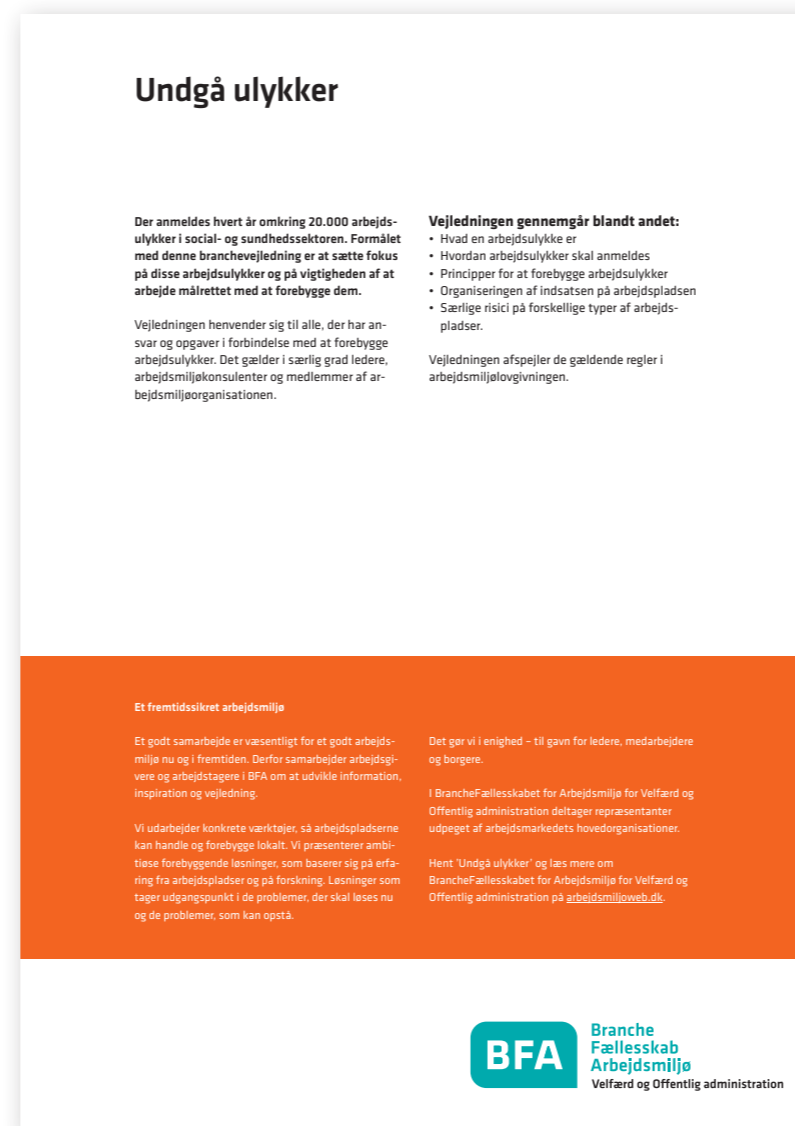 Undgå ulykker
Der anmeldes hvert år omkring 20.000 arbejds-
ulykker i social- og sundhedssektoren. Formålet
med denne branchevejledning er at sætte fokus
på disse arbejdsulykker og på vigtigheden af at
arbejde målrettet med at forebygge dem.
Vejledningen henvender sig til alle, der har an-
svar og opgaver i forbindelse med at forebygge
arbejdsulykker. Det gælder i særlig grad ledere,
arbejdsmiljøkonsulenter og medlemmer af ar-
bejdsmiljøorganisationen.
Vejledningen gennemgår blandt andet:
• Hvad en arbejdsulykke er
• Hvordan arbejdsulykker skal anmeldes
• Principper for at forebygge arbejdsulykker
• Organiseringen af indsatsen på arbejdspladsen
• Særlige risici på forskellige typer af arbejds-
pladser.
Vejledningen afspejler de gældende regler i
arbejdsmiljølovgivningen.
Et fremtidssikret arbejdsmiljø
Et godt samarbejde er væsentligt for et godt arbejds-
miljø nu og i fremtiden. Derfor samarbejder arbejdsgi-
vere og arbejdstagere i BFA om at udvikle information,
inspiration og vejledning.
Vi udarbejder konkrete værktøjer, så arbejdspladserne
kan handle og forebygge lokalt. Vi præsenterer ambi-
tiøse forebyggende løsninger, som baserer sig på erfa-
ring fra arbejdspladser og på forskning. Løsninger som
tager udgangspunkt i de problemer, der skal løses nu
og de problemer, som kan opstå.
Det gør vi i enighed – til gavn for ledere, medarbejdere
og borgere.
I BrancheFællesskabet for Arbejdsmiljø for Velfærd og
Offentlig administration deltager repræsentanter
udpeget af arbejdsmarkedets hovedorganisationer.
Hent 'Undgå ulykker' og læs mere om
BrancheFællesskabet for Arbejdsmiljø for Velfærd og
Offentlig administration på arbejdsmiljoweb.dk.
BFA
Branche
Fællesskab
Arbejdsmiljø
Velfærd og Offentlig administration